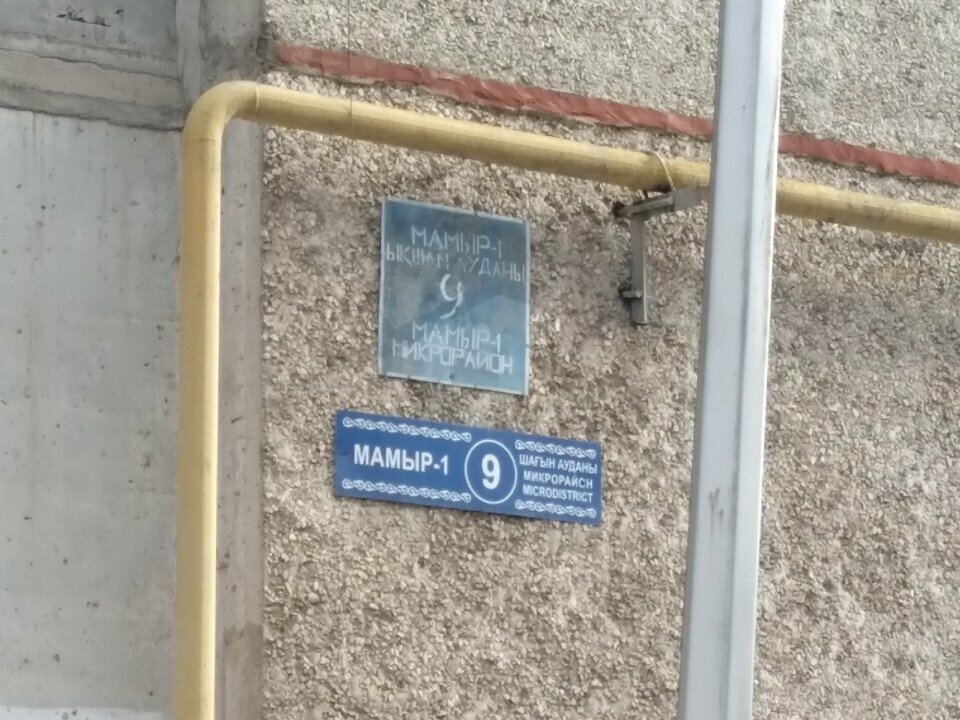 МАМЫР-1
ЫҚШАМ АУДАНЫ
9
МАМЫР-1
МИКРОРАЙОН
МАМЫР-1
9
ШАҒЫН АУДАНЫ
МИКРОРАЙОН
MICRODISTRICT